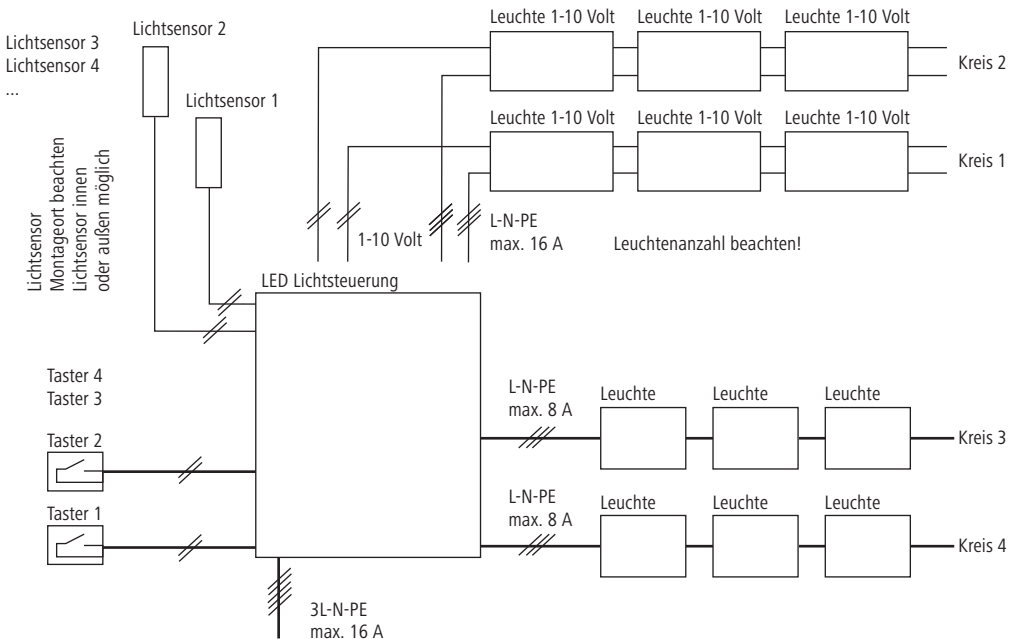 Lichtsensor 3
Lichtsensor 4
...
Lichtsensor 2
Lichtsensor 1
Lichtsensor
Montageort beachten
Lichtsensor innen
oder außen möglich
Leuchte 1-10 Volt
Leuchte 1-10 Volt
Leuchte 1-10 Volt
Kreis 2
Leuchte 1-10 Volt
Leuchte 1-10 Volt
Leuchte 1-10 Volt
Kreis 1
1-10 Volt
L-N-PE
max. 16 A
Leuchtenanzahl beachten!
LED Lichtsteuerung
Taster 4
Taster 3
Taster 2
Taster 1
L-N-PE
max. 8 A
Leuchte
Leuchte
Leuchte
Kreis 3
L-N-PE
max. 8 A
Leuchte
Leuchte
Leuchte
Kreis 4
3L-N-PE
max. 16 A